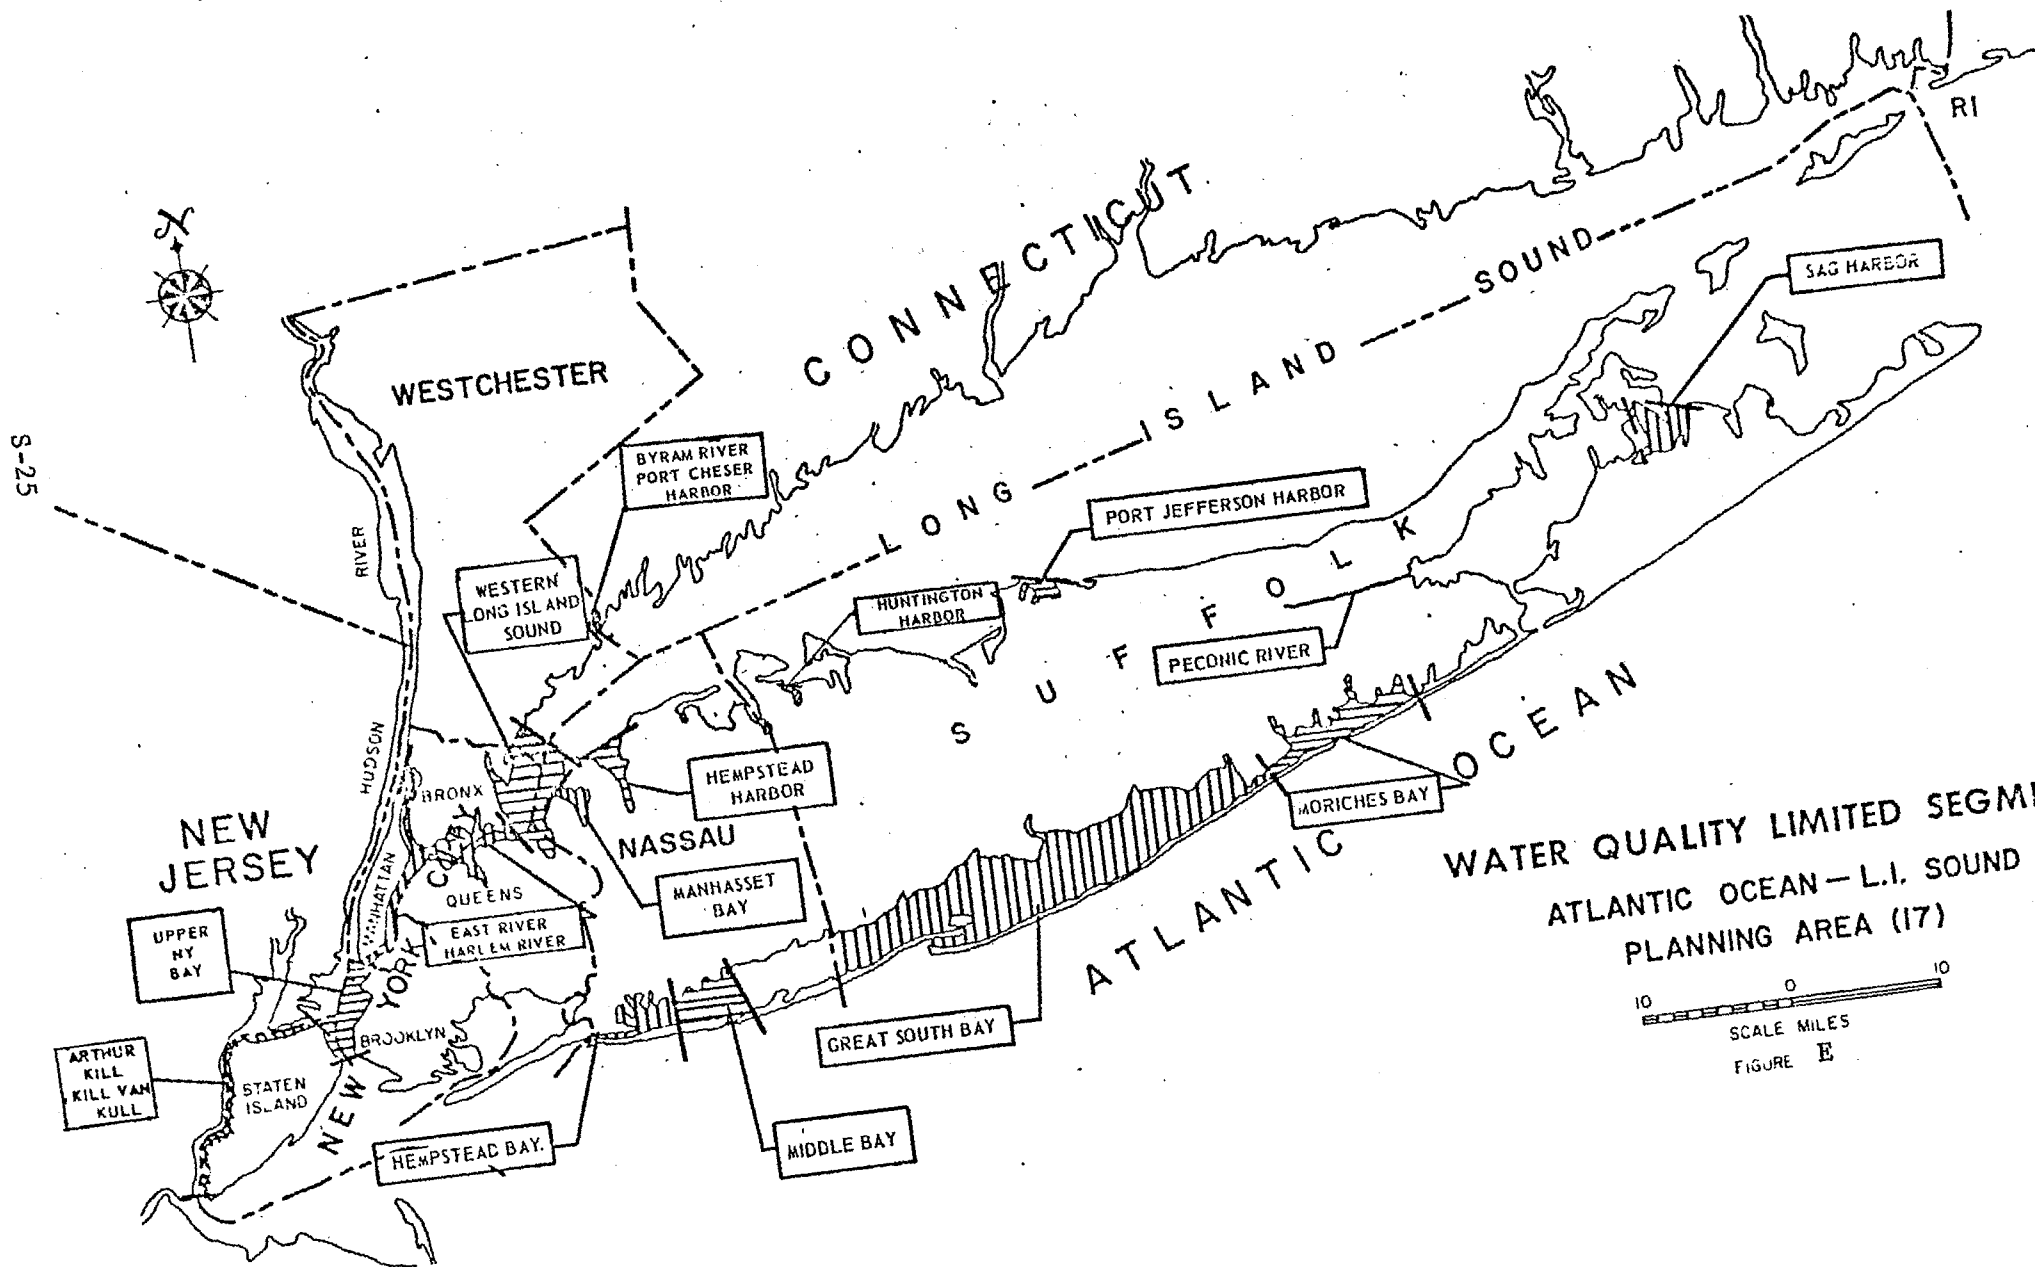 N
CONNECTICUT
RI
LONG ISLAND SOUND
SAG HARBOR
WESTCHESTER
BYRAM RIVER
PORT CHESER
HARBOR
PORT JEFFERSON HARBOR
S-25
RIVER
WESTERN
LONG ISLAND
SOUND
HUNTINGTON
HARBOR
SUFFOLK
PECONIC RIVER
HUDSON
HEMPSTEAD
HARBOR
BRONX
MORICHES BAY
ATLANTIC OCEAN
NEW
JERSEY
NASSAU
MANHATTAN
QUEENS
MANHASSET
BAY
UPPER
NY
BAY
EAST RIVER
HARLEM RIVER
NEW YORK
BROOKLYN
GREAT SOUTH BAY
ARTHUR
KILL
KILL VAN
KULL
STATEN
ISLAND
HEMPSTEAD BAY.
MIDDLE BAY
WATER QUALITY LIMITED
ATLANTIC OCEAN — L.I. SOUND
PLANNING AREA (17)
10 0 10
SCALE MILES
FIGURE E